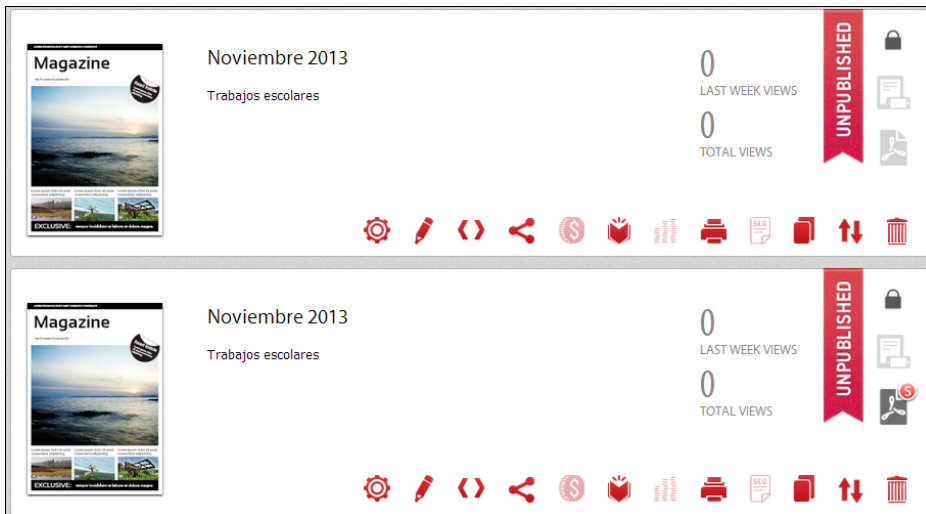 Magazine
EXCLUSIVE:
Noviembre 2013
Trabajos escolares
0
LAST WEEK VIEWS
0
TOTAL VIEWS
UNPUBLISHED
$
SEO
Magazine
EXCLUSIVE:
Noviembre 2013
Trabajos escolares
0
LAST WEEK VIEWS
0
TOTAL VIEWS
UNPUBLISHED
S
$
SEO